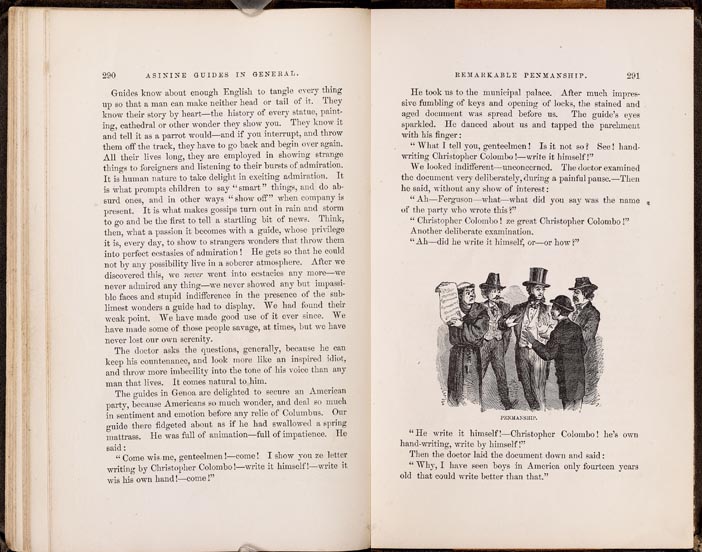 290 ASININE GUIDES IN GENERAL.
Guides know about enough English to tangle every thing
up so that a man can make neither head or tail of it. They
know their story by heart—the history of every statue, paint-
ing, cathedral or other wonder they show you. They know it
and tell it as a parrot would—and if you interrupt, and throw
them off the track, they have to go back and begin over again.
All their lives long, they are employed in showing strange
things to foreigners and listening to their bursts of admiration.
It is human nature to take delight in exciting admiration. It
is what prompts children to say “smart” things, and do ab-
surd ones, and in other ways “show off” when company is
present. It is what makes gossips turn out in rain and storm
to go and be the first to tell a startling bit of news. Think,
then, what a passion it becomes with a guide, whose privilege
it is, every day, to show to strangers wonders that throw them
into perfect ecstasies of admiration! He gets so that he could
not by any possibility live in a soberer atmosphere. After we
discovered this, we never went into ecstacies any more—we
never admired any thing—we never showed any but impassi-
ble faces and stupid indifference in the presence of the sub-
limest wonders a guide had to display. We had found their
weak point. We have made good use of it ever since. We
have made some of those people savage, at times, but we have
never lost our own serenity.
The doctor asks the questions, generally, because he can
keep his countenance, and look more like an inspired idiot,
and throw more imbecility into the tone of his voice than any
man that lives. It comes natural to him.
The guides in Genoa are delighted to secure an American
party, because Americans so much wonder, and deal so much
in sentiment and emotion before any relic of Columbus. Our
guide there fidgeted about as if he had swallowed a spring
mattrass. He was full of animation—full of impatience. He
said:
“Come wis me, genteelmen!—come! I show you ze letter
writing by Christopher Colombo!—write it himself!—write it
wis his own hand!—come!”
REMARKABLE PENMANSHIP. 291
He took us to the municipal palace. After much impres-
sive fumbling of keys and opening of locks, the stained and
aged document was spread before us. The guide’s eyes
sparkled. He danced about us and tapped the parchment
with his finger:
“What I tell you, genteelmen! Is it not so? See! hand-
writing Christopher Colombo!—write it himself!”
We looked indifferent—unconcerned. The doctor examined
the document very deliberately, during a painful pause.—Then
he said, without any show of interest:
“Ah—Ferguson—what—what did you say was the name
of the party who wrote this?”
“Christopher Colombo! ze great Christopher Colombo!”
Another deliberate examination.
“Ah—did he write it himself, or—or how?”
PENMANSHIP.
“He write it himself!—Christopher Colombo! he’s own
hand-writing, write by himself!”
Then the doctor laid the document down and said:
“Why, I have seen boys in America only fourteen years
old that could write better than that.”